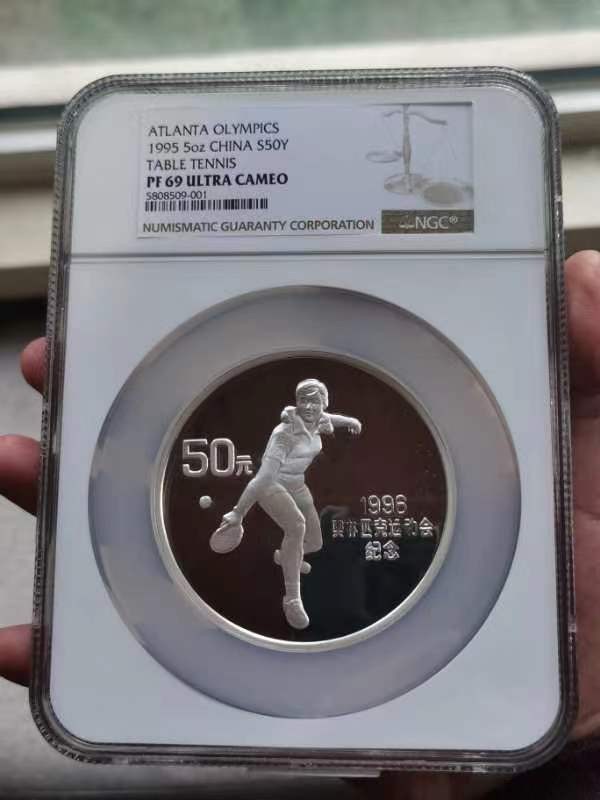 ATLANTA OLYMPICS
1995 5oz CHINA S50Y
TABLE TENNIS
PF 69 ULTRA CAMEO
5808509-001
NUMISMATIC GUARANTY CORPORATION
NGC®
50元
1996
奥林匹克运动会
纪念